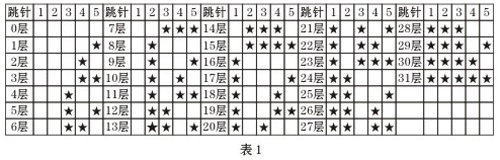 跳针 1 2 3 4 5 跳针 1 2 3 4 5 跳针 1 2 3 4 5 跳针 1 2 3 4 5 跳针 1 2 3 4 5
0层 7层 ★ ★ ★ 14层 ★ ★ ★ 21层 ★ ★ ★ 28层 ★ ★ ★
1层 ★ 8层 ★ 15层 ★ ★ ★ ★ 22层 ★ ★ ★ 29层 ★ ★ ★ ★
2层 ★ 9层 ★ ★ 16层 ★ 23层 ★ ★ ★ ★ 30层 ★ ★ ★ ★
3层 ★ ★ 10层 ★ ★ 17层 ★ ★ 24层 ★ ★ 31层 ★ ★ ★ ★ ★
4层 ★ 11层 ★ ★ ★ 18层 ★ ★ 25层 ★ ★ ★
5层 ★ ★ 12层 ★ ★ 19层 ★ ★ ★ 26层 ★ ★ ★
6层 ★ ★ 13层 ★ ★ ★ 20层 ★ ★ 27层 ★ ★ ★ ★
表1